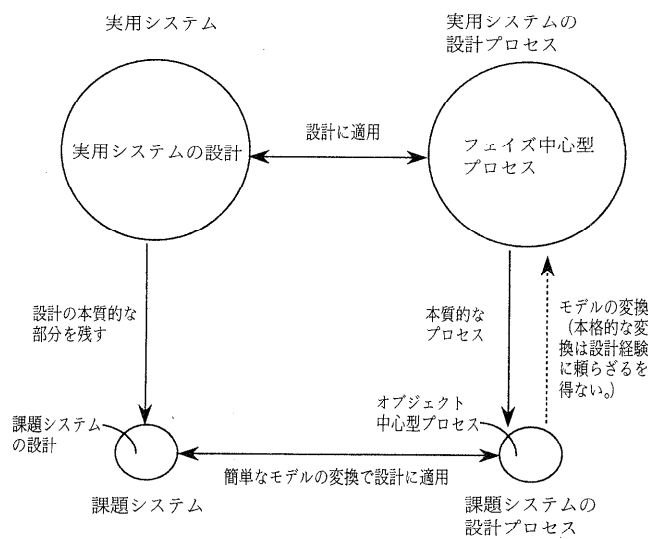 実用システム
実用システムの
設計プロセス
実用システムの設計
設計に適用
フェイズ中心型
プロセス
設計の本質的な
部分を残す
本質的な
プロセス
モデルの変換
（本格的な変
換は設計経験
に頼らざるを
得ない。）
課題システム
の設計
オブジェクト
中心型プロセス
簡単なモデルの変換で設計に適用
課題システム
課題システムの
設計プロセス